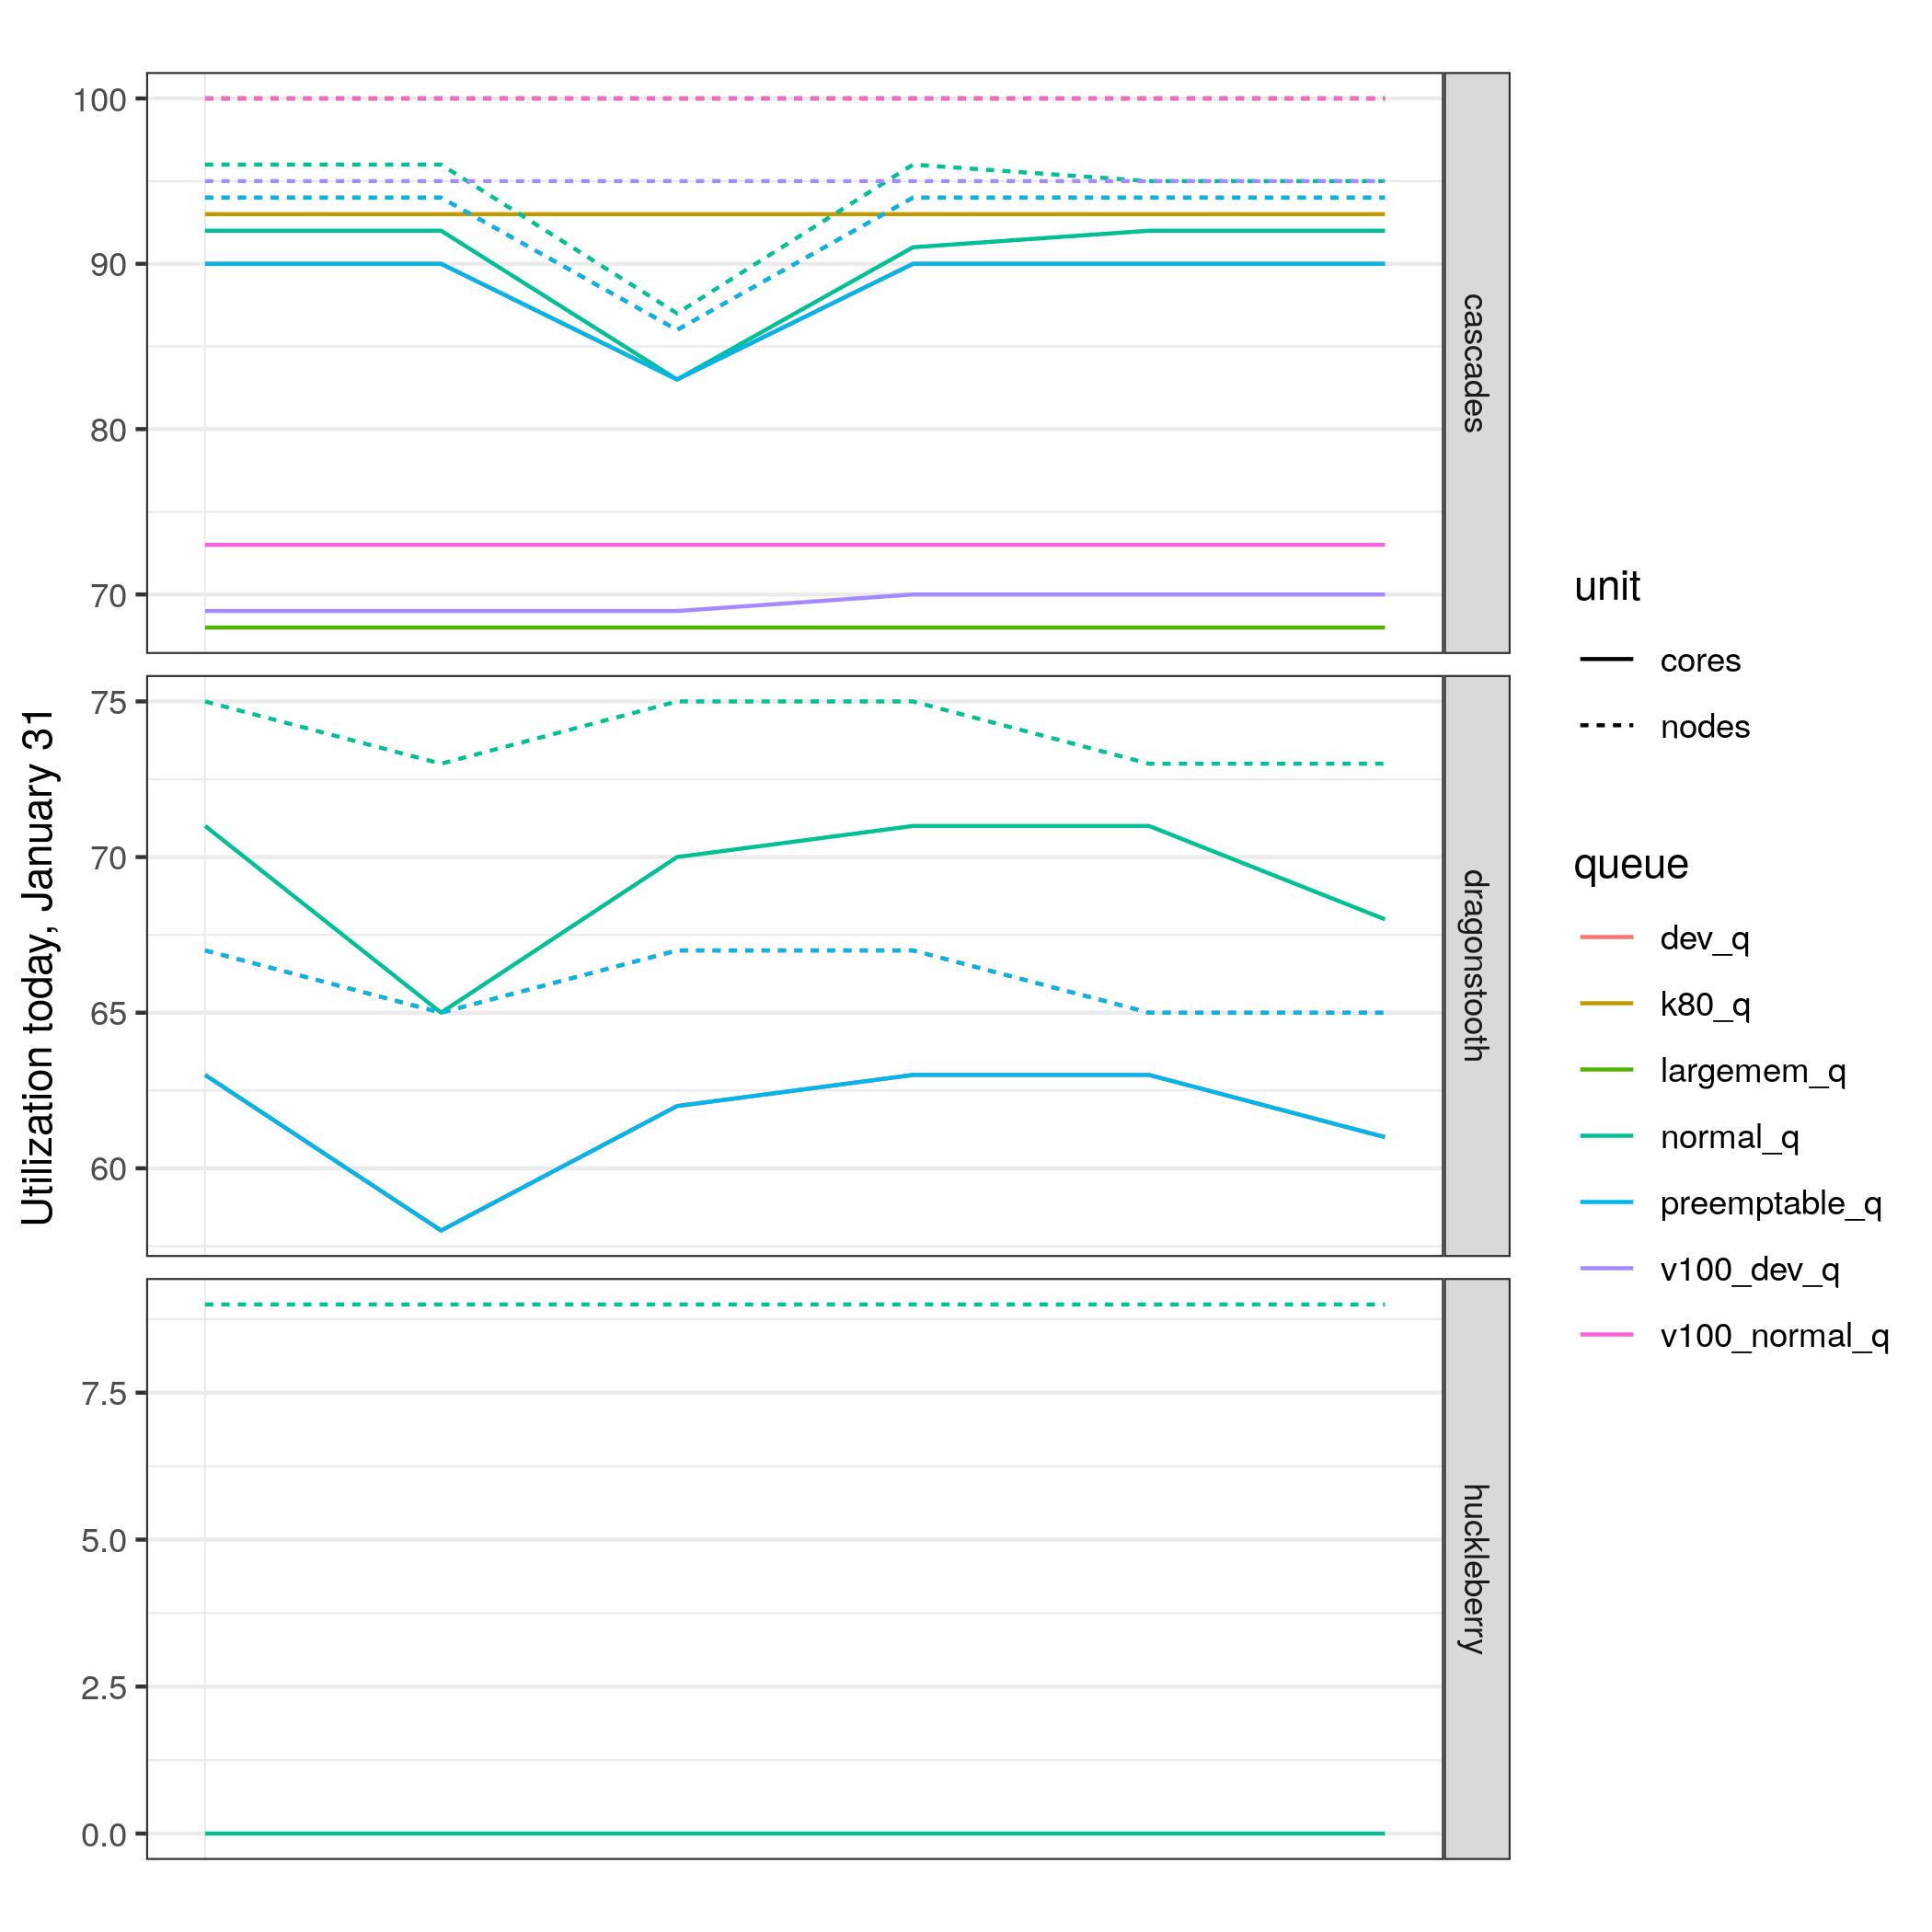 Utilization today, January 31
100
90
80
70
cascades
75
70
65
60
dragonstooth
7.5
5.0
2.5
0.0
huckleberry
unit
cores
nodes
queue
dev_q
k80_q
largemem_q
normal_q
preemptable_q
v100_dev_q
v100_normal_q